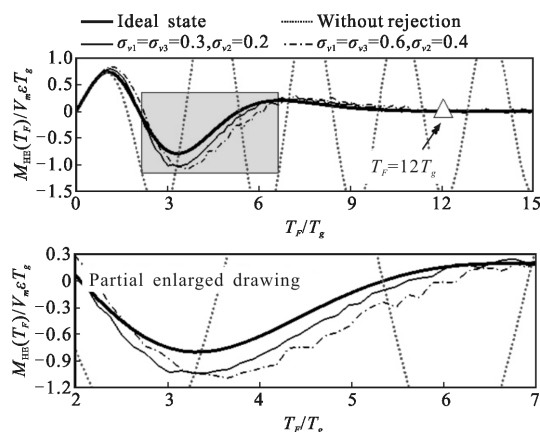 Ideal state
Without rejection
σv1=σv3=0.3,σv2=0.2
σv1=σv3=0.6,σv2=0.4
MHB(TF)/VmεTg
1.0
0.5
0
-0.5
-1.0
-1.5
TF=12Tg
0 3 6 9 12 15
TF/Tg
MHB(TF)/VmεTg
0.3
0
-0.3
-0.6
-0.9
-1.2
Partial enlarged drawing
2 3 4 5 6 7
TF/Tg